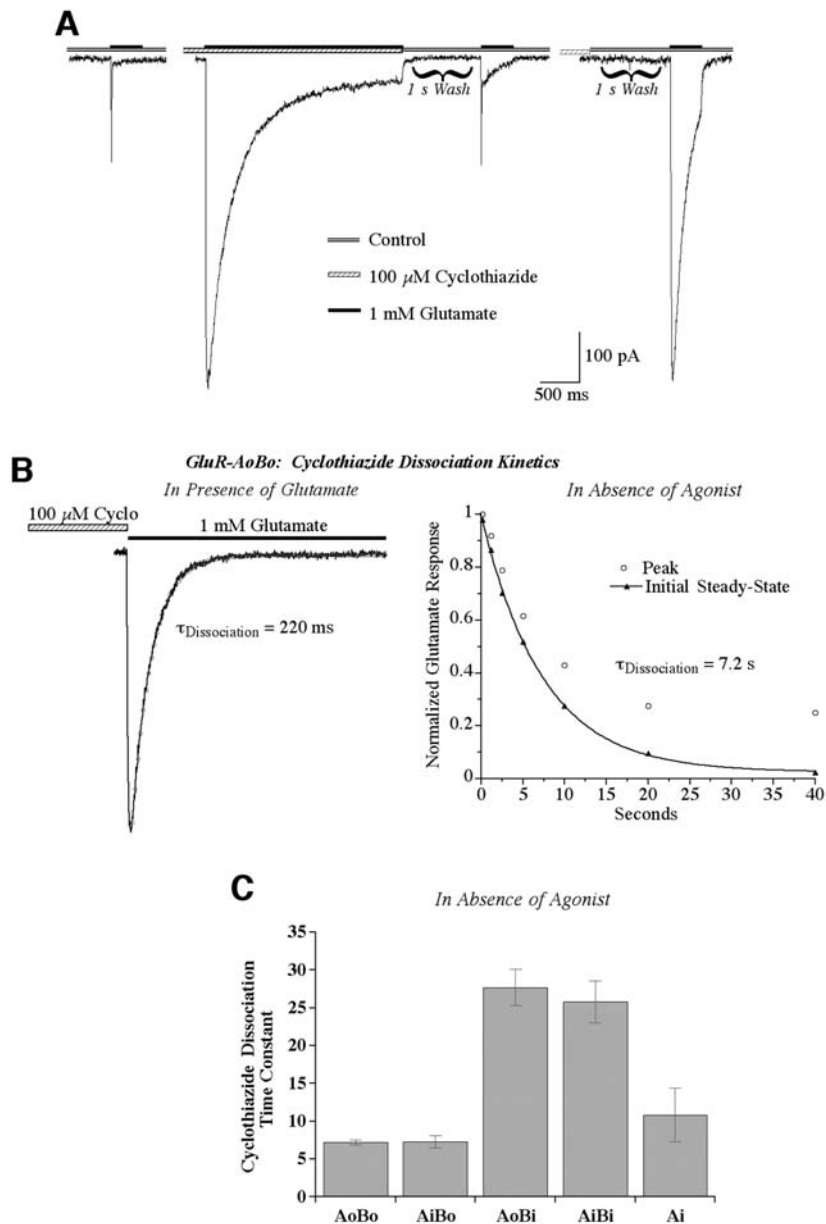 A
1 s Wash
1 s Wash
Control
100 μM Cyclothiazide
1 mM Glutamate
100 pA
500 ms
B
GluR-AoBo: Cyclothiazide Dissociation Kinetics
In Presence of Glutamate
In Absence of Agonist
100 μM Cyclo
1 mM Glutamate
τDissociation = 220 ms
Normalized Glutamate Response
1
0.8
0.6
0.4
0.2
0
Peak
Initial Steady-State
τDissociation = 7.2 s
0 5 10 15 20 25 30 35 40
Seconds
C
In Absence of Agonist
Cyclothiazide Dissociation
Time Constant
35
30
25
20
15
10
5
0
AoBo AiBo AoBi AiBi Ai